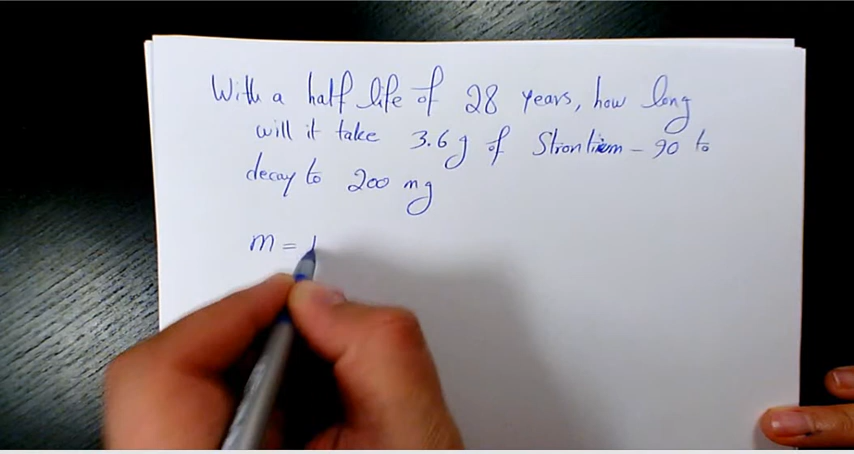 With a half life of 28 years, how long
will it take 3.6g of Strontium - 90 to
decay to 200 mg
m =